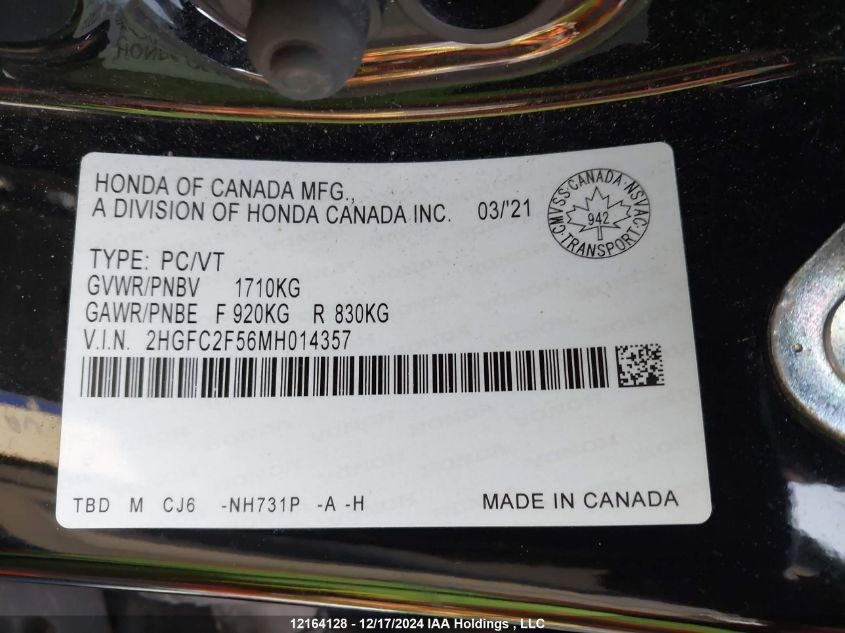 HONDA OF CANADA MFG.,
A DIVISION OF HONDA CANADA INC. 03/'21
CMVSS·CANADA·NSVAC·TRANSPORT·
942
TYPE: PC/VT
GVWR/PNBV 1710KG
GAWR/PNBE F 920KG R 830KG
V.I.N. 2HGFC2F56MH014357
TBD M CJ6 -NH731P -A -H MADE IN CANADA
12164128 - 12/17/2024 IAA Holdings , LLC